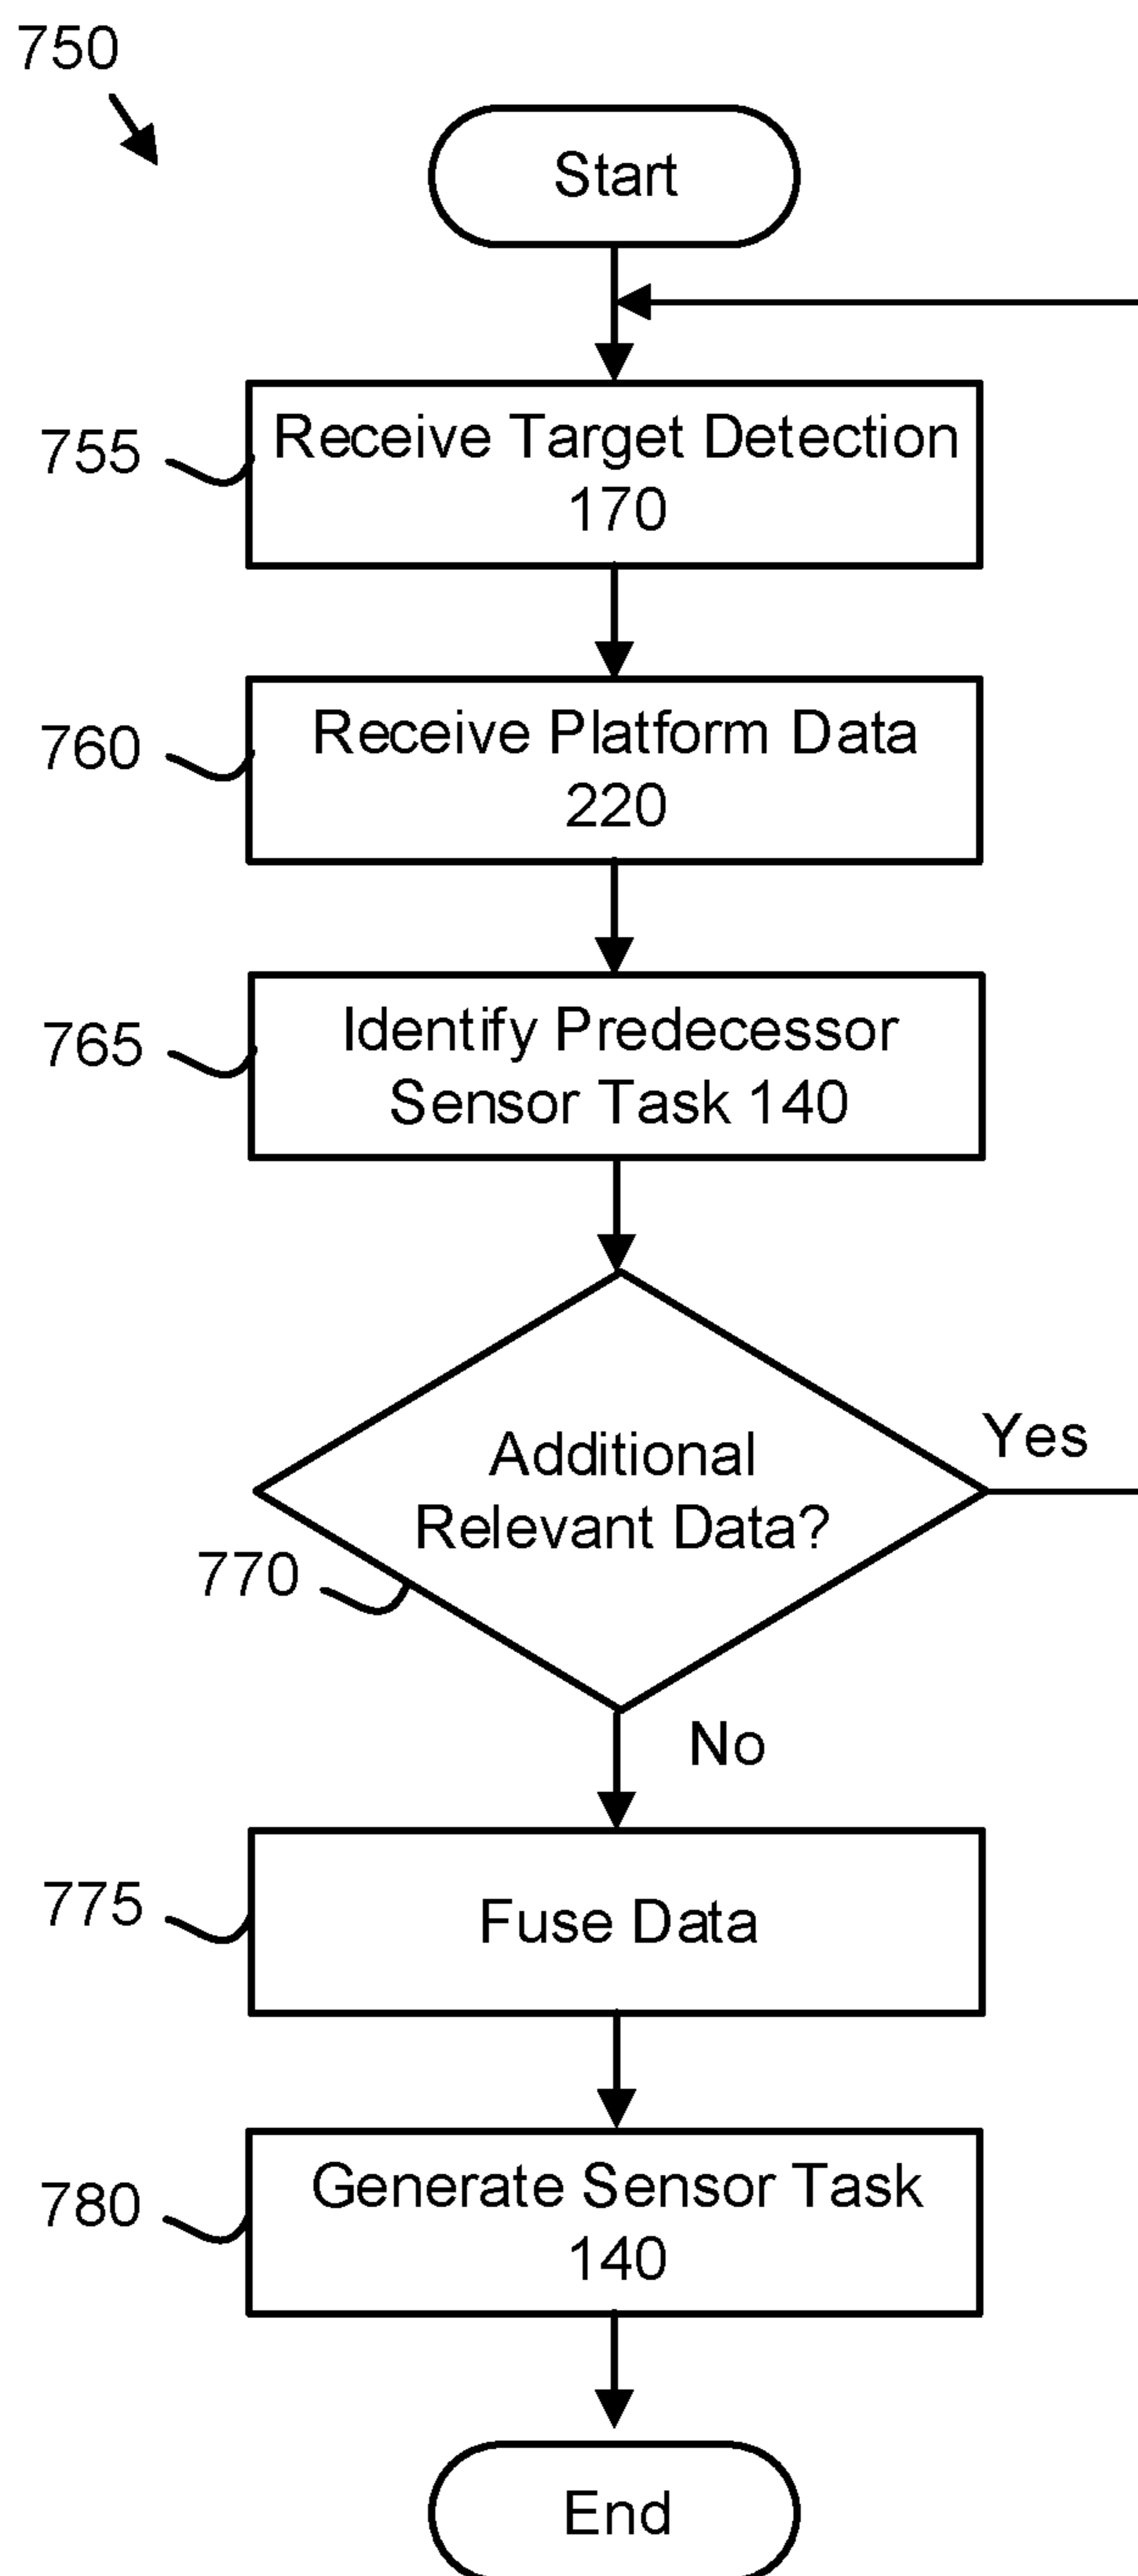 750
Start
755
Receive Target Detection
170
760
Receive Platform Data
220
765
Identify Predecessor
Sensor Task 140
Additional
Relevant Data?
Yes
770
No
775
Fuse Data
780
Generate Sensor Task
140
End